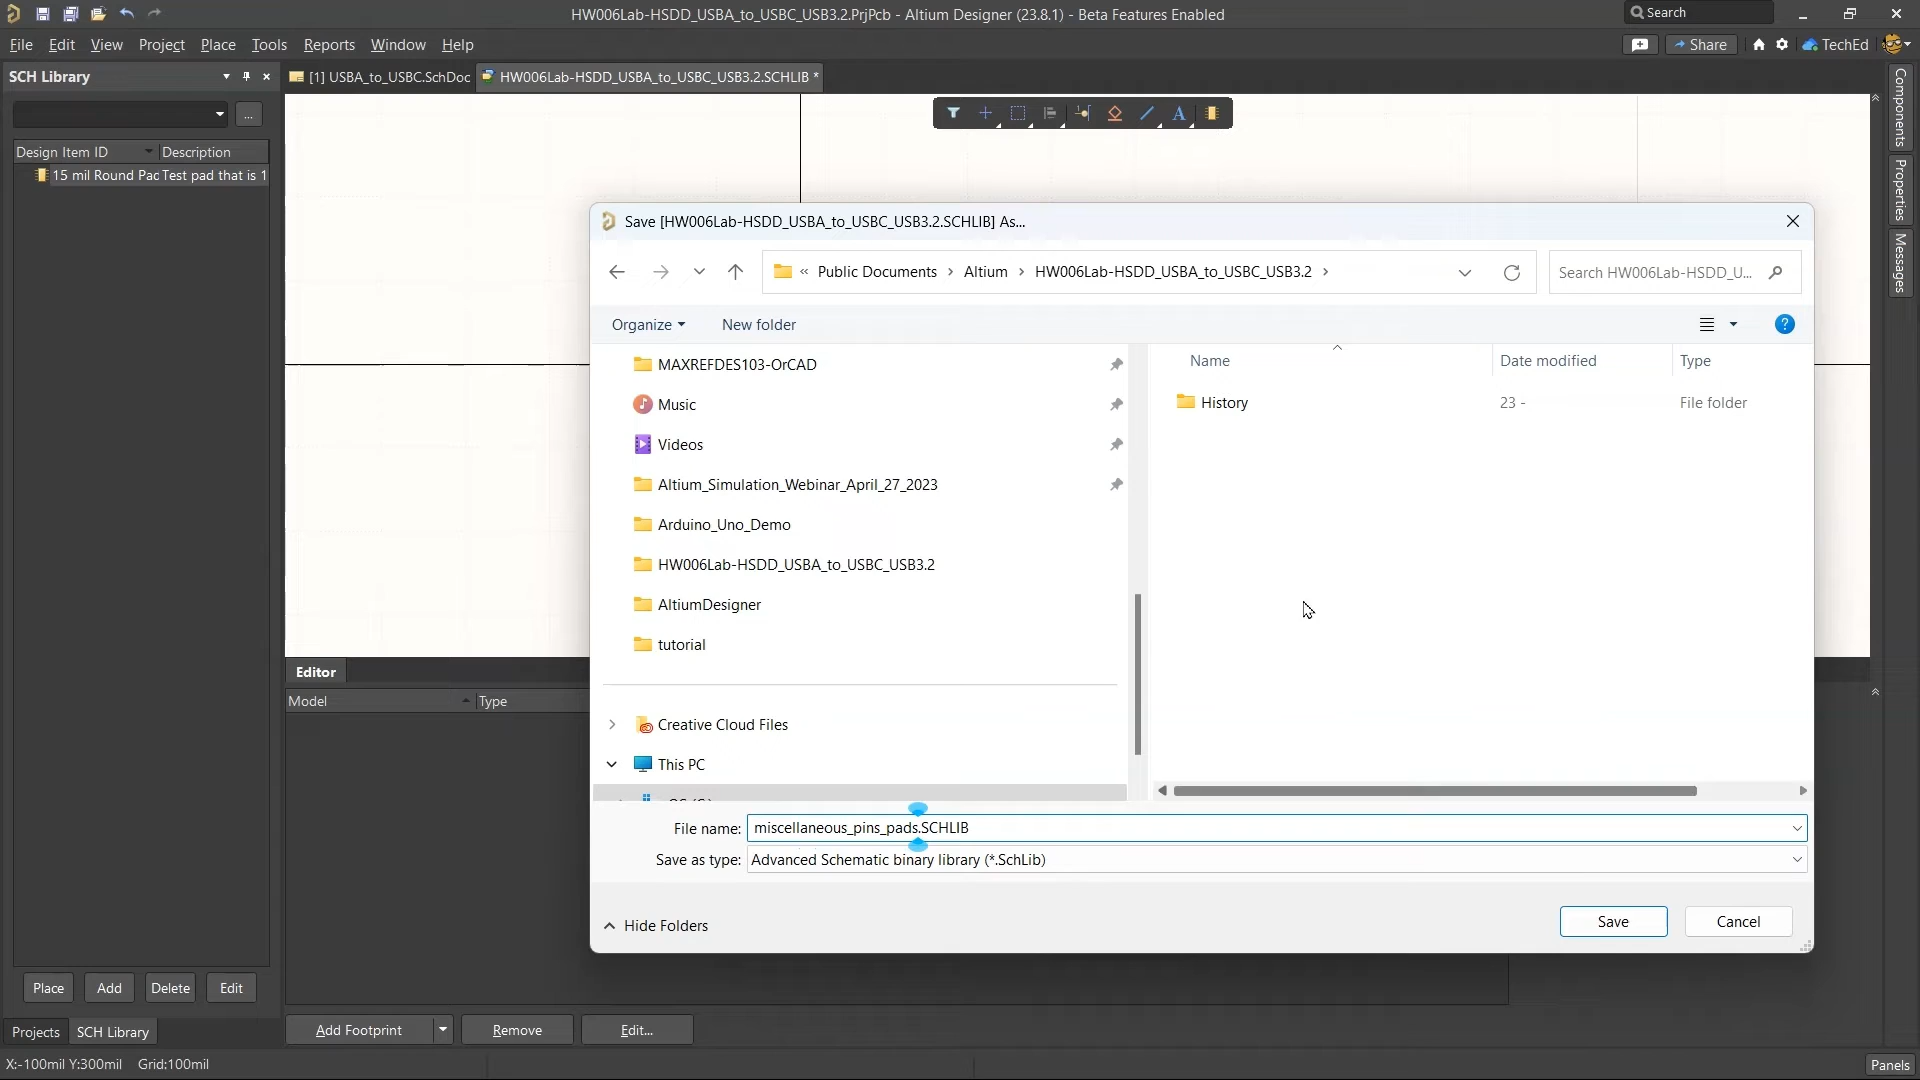 HW006Lab-HSDD_USBA_to_USBC_USB3.2.PrjPcb - Altium Designer (23.8.1) - Beta Features Enabled
Search
File Edit View Project Place Tools Reports Window Help
Share
TechEd
SCH Library
[1] USBA_to_USBC.SchDoc
HW006Lab-HSDD_USBA_to_USBC_USB3.2.SCHLIB *
...
Design Item ID
Description
15 mil Round Pac Test pad that is 1
A
Components
Properties
Messages
Save [HW006Lab-HSDD_USBA_to_USBC_USB3.2.SCHLIB] As...
« Public Documents > Altium > HW006Lab-HSDD_USBA_to_USBC_USB3.2 >
Search HW006Lab-HSDD_U...
Organize
New folder
?
MAXREFDES103-OrCAD
Music
Videos
Altium_Simulation_Webinar_April_27_2023
Arduino_Uno_Demo
HW006Lab-HSDD_USBA_to_USBC_USB3.2
AltiumDesigner
tutorial
Creative Cloud Files
This PC
Name
Date modified
Type
History
23 -
File folder
File name: miscellaneous_pins_pads.SCHLIB
Save as type: Advanced Schematic binary library (*.SchLib)
Hide Folders
Save
Cancel
Editor
Model
Type
Place
Add
Delete
Edit
Add Footprint
Remove
Edit...
Projects
SCH Library
X:-100mil Y:300mil Grid:100mil
Panels